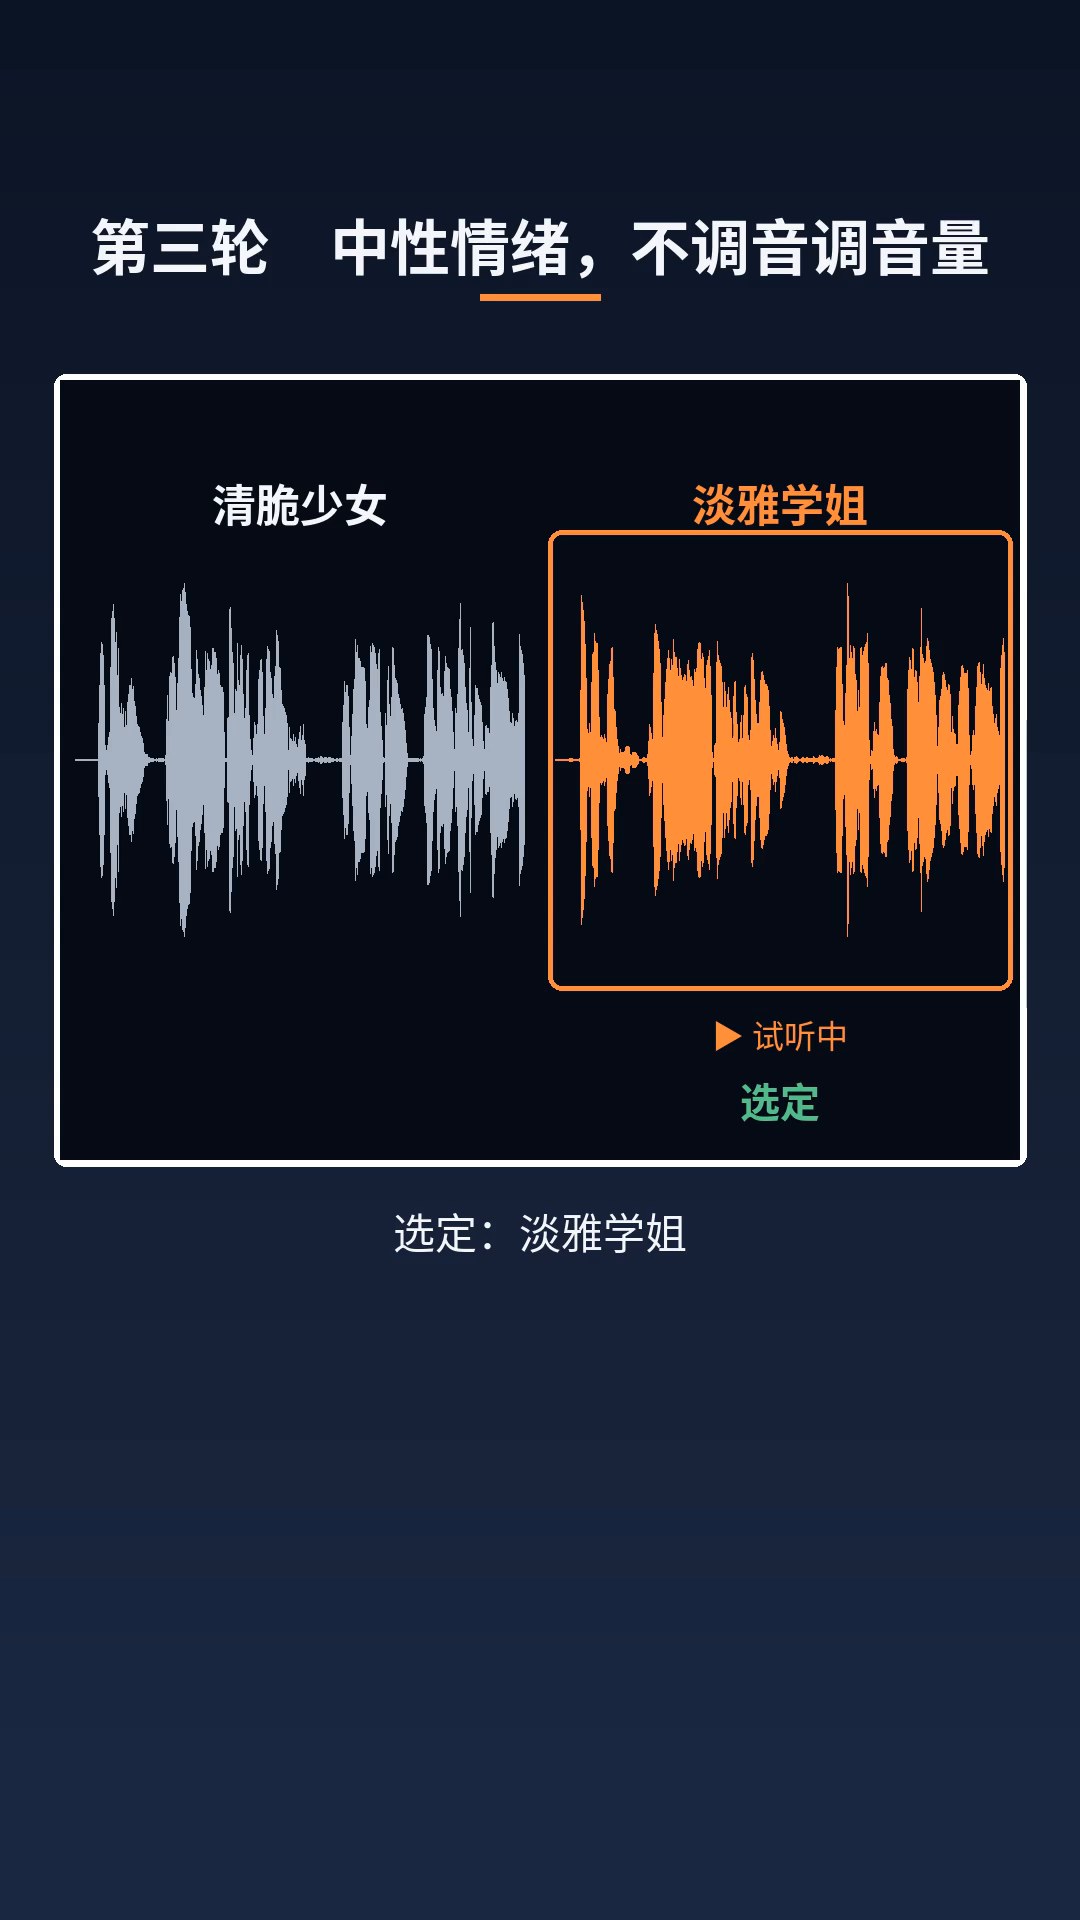 第三轮　中性情绪，不调音调音量
清脆少女
淡雅学姐
▶ 试听中
选定
选定：淡雅学姐